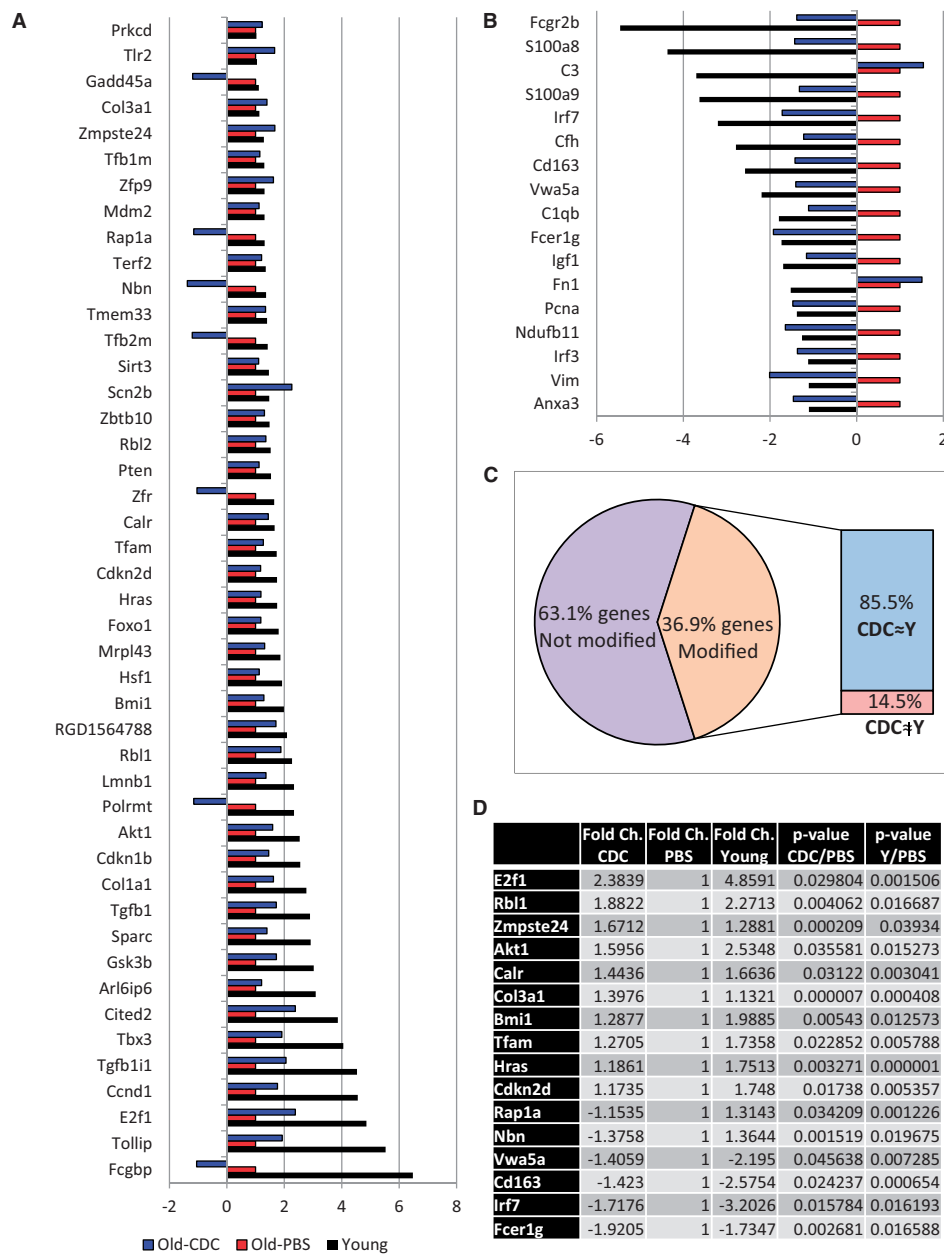 A
Prkcd
Tlr2
Gadd45a
Col3a1
Zmpste24
Tfb1m
Zfp9
Mdm2
Rap1a
Terf2
Nbn
Tmem33
Tfb2m
Sirt3
Scn2b
Zbtb10
Rbl2
Pten
Zfr
Calr
Tfam
Cdkn2d
Hras
Foxo1
Mrpl43
Hsf1
Bmi1
RGD1564788
Rbl1
Lmnb1
Polrmt
Akt1
Cdkn1b
Col1a1
Tgfb1
Sparc
Gsk3b
Arl6ip6
Cited2
Tbx3
Tgfb1i1
Ccnd1
E2f1
Tollip
Fcgbp
-2 0 2 4 6 8
Old-CDC Old-PBS Young
B
Fcgr2b
S100a8
C3
S100a9
Irf7
Cfh
Cd163
Vwa5a
C1qb
Fcer1g
Igf1
Fn1
Pcna
Ndufb11
Irf3
Vim
Anxa3
-6 -4 -2 0 2
C
63.1% genes
Not modified
36.9% genes
Modified
85.5%
CDC≈Y
14.5%
CDC≉Y
D
Fold Ch. Fold Ch. Fold Ch. p-value p-value
CDC PBS Young CDC/PBS Y/PBS
E2f1 2.3839 1 4.8591 0.029804 0.001506
Rbl1 1.8822 1 2.2713 0.004062 0.016687
Zmpste24 1.6712 1 1.2881 0.000209 0.03934
Akt1 1.5956 1 2.5348 0.035581 0.015273
Calr 1.4436 1 1.6636 0.03122 0.003041
Col3a1 1.3976 1 1.1321 0.000007 0.000408
Bmi1 1.2877 1 1.9885 0.00543 0.012573
Tfam 1.2705 1 1.7358 0.022852 0.005788
Hras 1.1861 1 1.7513 0.003271 0.000001
Cdkn2d 1.1735 1 1.748 0.01738 0.005357
Rap1a -1.1535 1 1.3143 0.034209 0.001226
Nbn -1.3758 1 1.3644 0.001519 0.019675
Vwa5a -1.4059 1 -2.195 0.045638 0.007285
Cd163 -1.423 1 -2.5754 0.024237 0.000654
Irf7 -1.7176 1 -3.2026 0.015784 0.016193
Fcer1g -1.9205 1 -1.7347 0.002681 0.016588